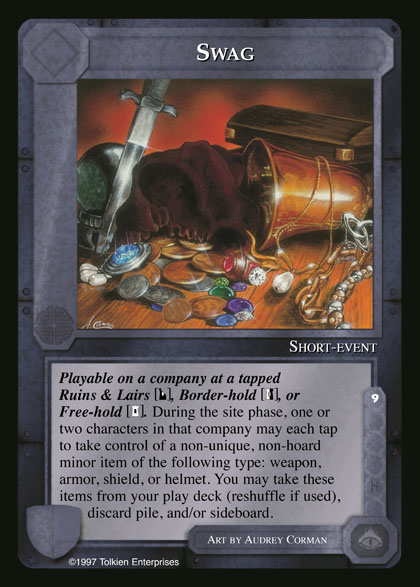 Swag
Short-event
Playable on a company at a tapped
Ruins & Lairs [], Border-hold [], or
Free-hold []. During the site phase, one or
two characters in that company may each tap
to take control of a non-unique, non-hoard
minor item of the following type: weapon,
armor, shield, or helmet. You may take these
items from your play deck (reshuffle if used),
discard pile, and/or sideboard.
9
H
Art by Audrey Corman
©1997 Tolkien Enterprises